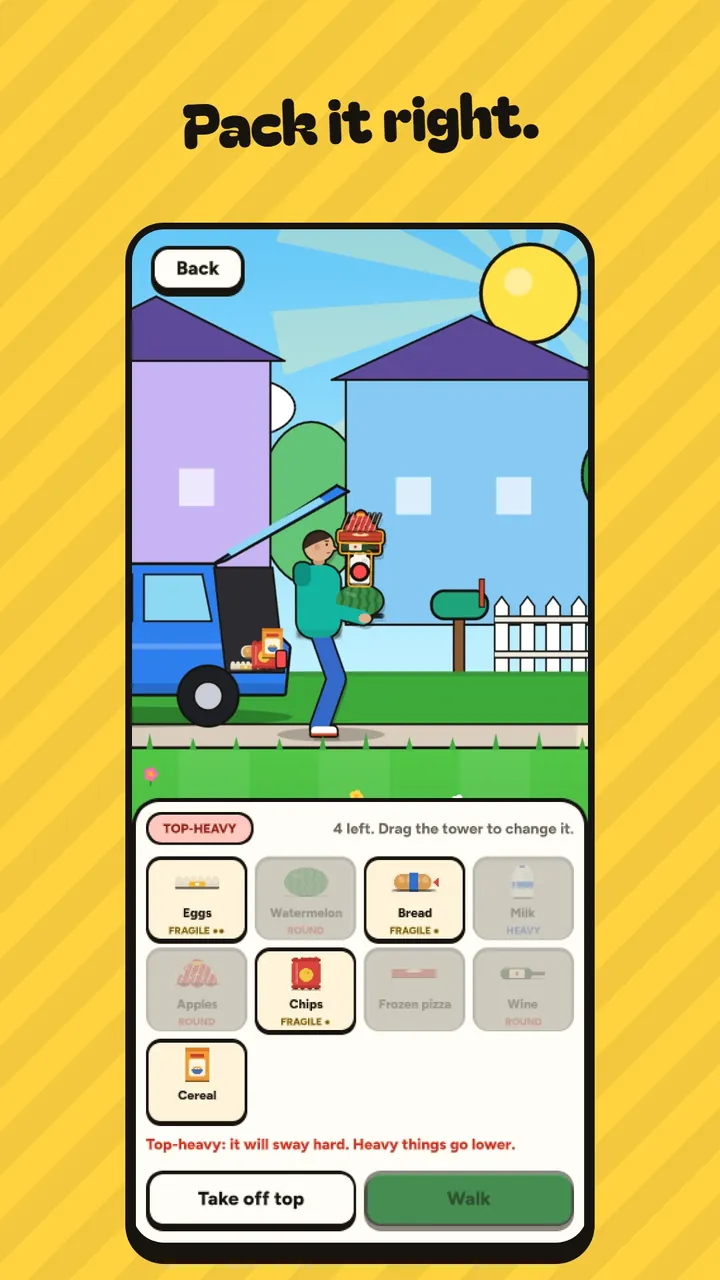 Pack it right.
Back
TOP-HEAVY
4 left. Drag the tower to change it.
Eggs
FRAGILE ●●
Watermelon
ROUND
Bread
FRAGILE ●
Milk
HEAVY
Apples
ROUND
Chips
FRAGILE ●
Frozen pizza
Wine
ROUND
Cereal
Top-heavy: it will sway hard. Heavy things go lower.
Take off top
Walk